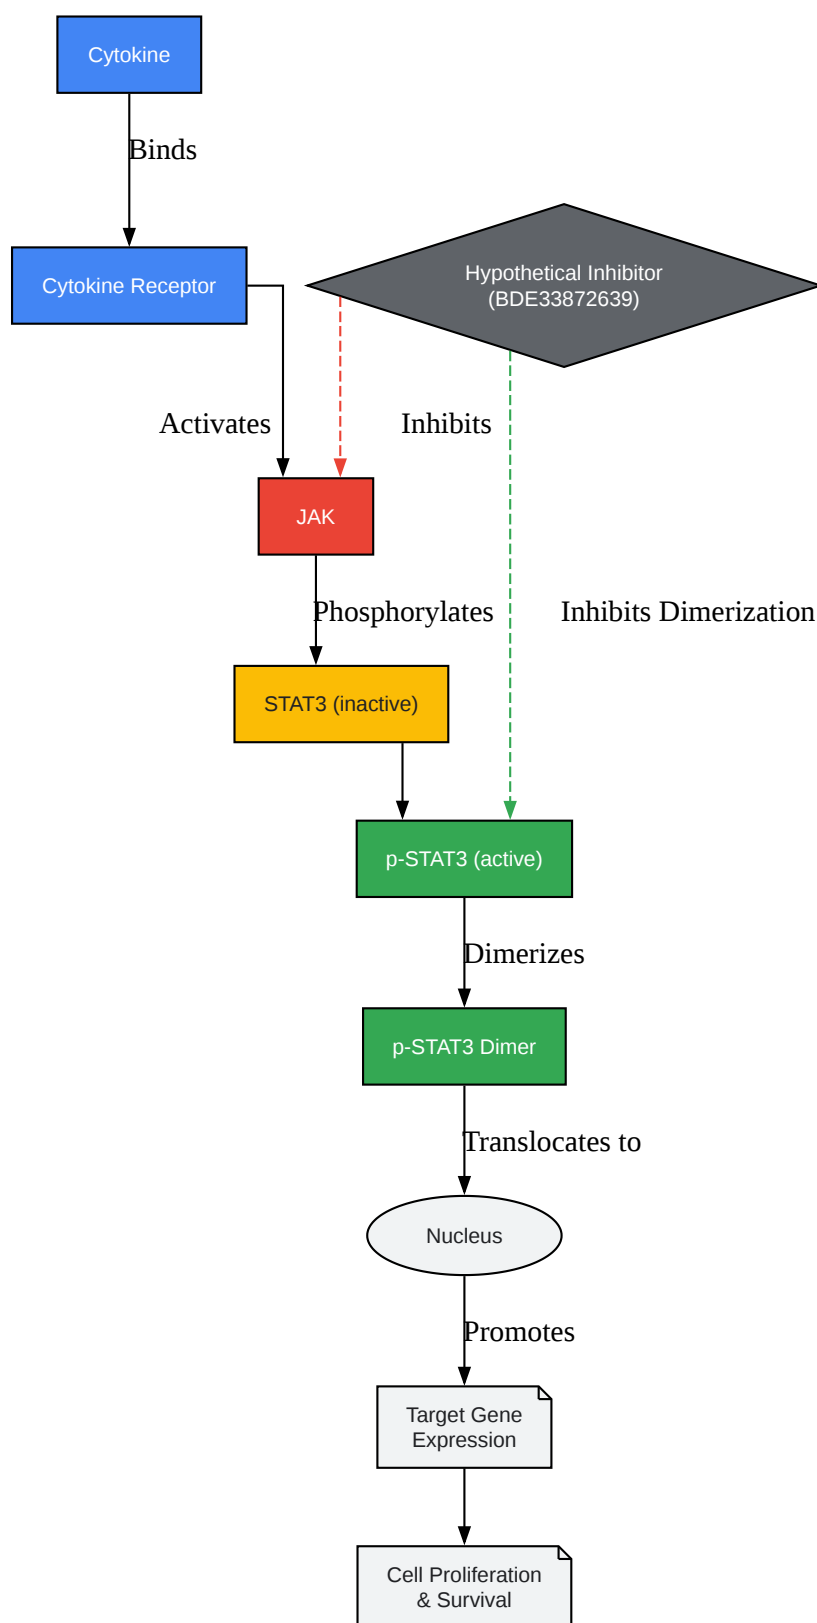 Cytokine
Binds
Cytokine Receptor
Hypothetical Inhibitor
(BDE33872639)
Activates
Inhibits
JAK
Phosphorylates
Inhibits Dimerization
STAT3 (inactive)
p-STAT3 (active)
Dimerizes
p-STAT3 Dimer
Translocates to
Nucleus
Promotes
Target Gene
Expression
Cell Proliferation
& Survival